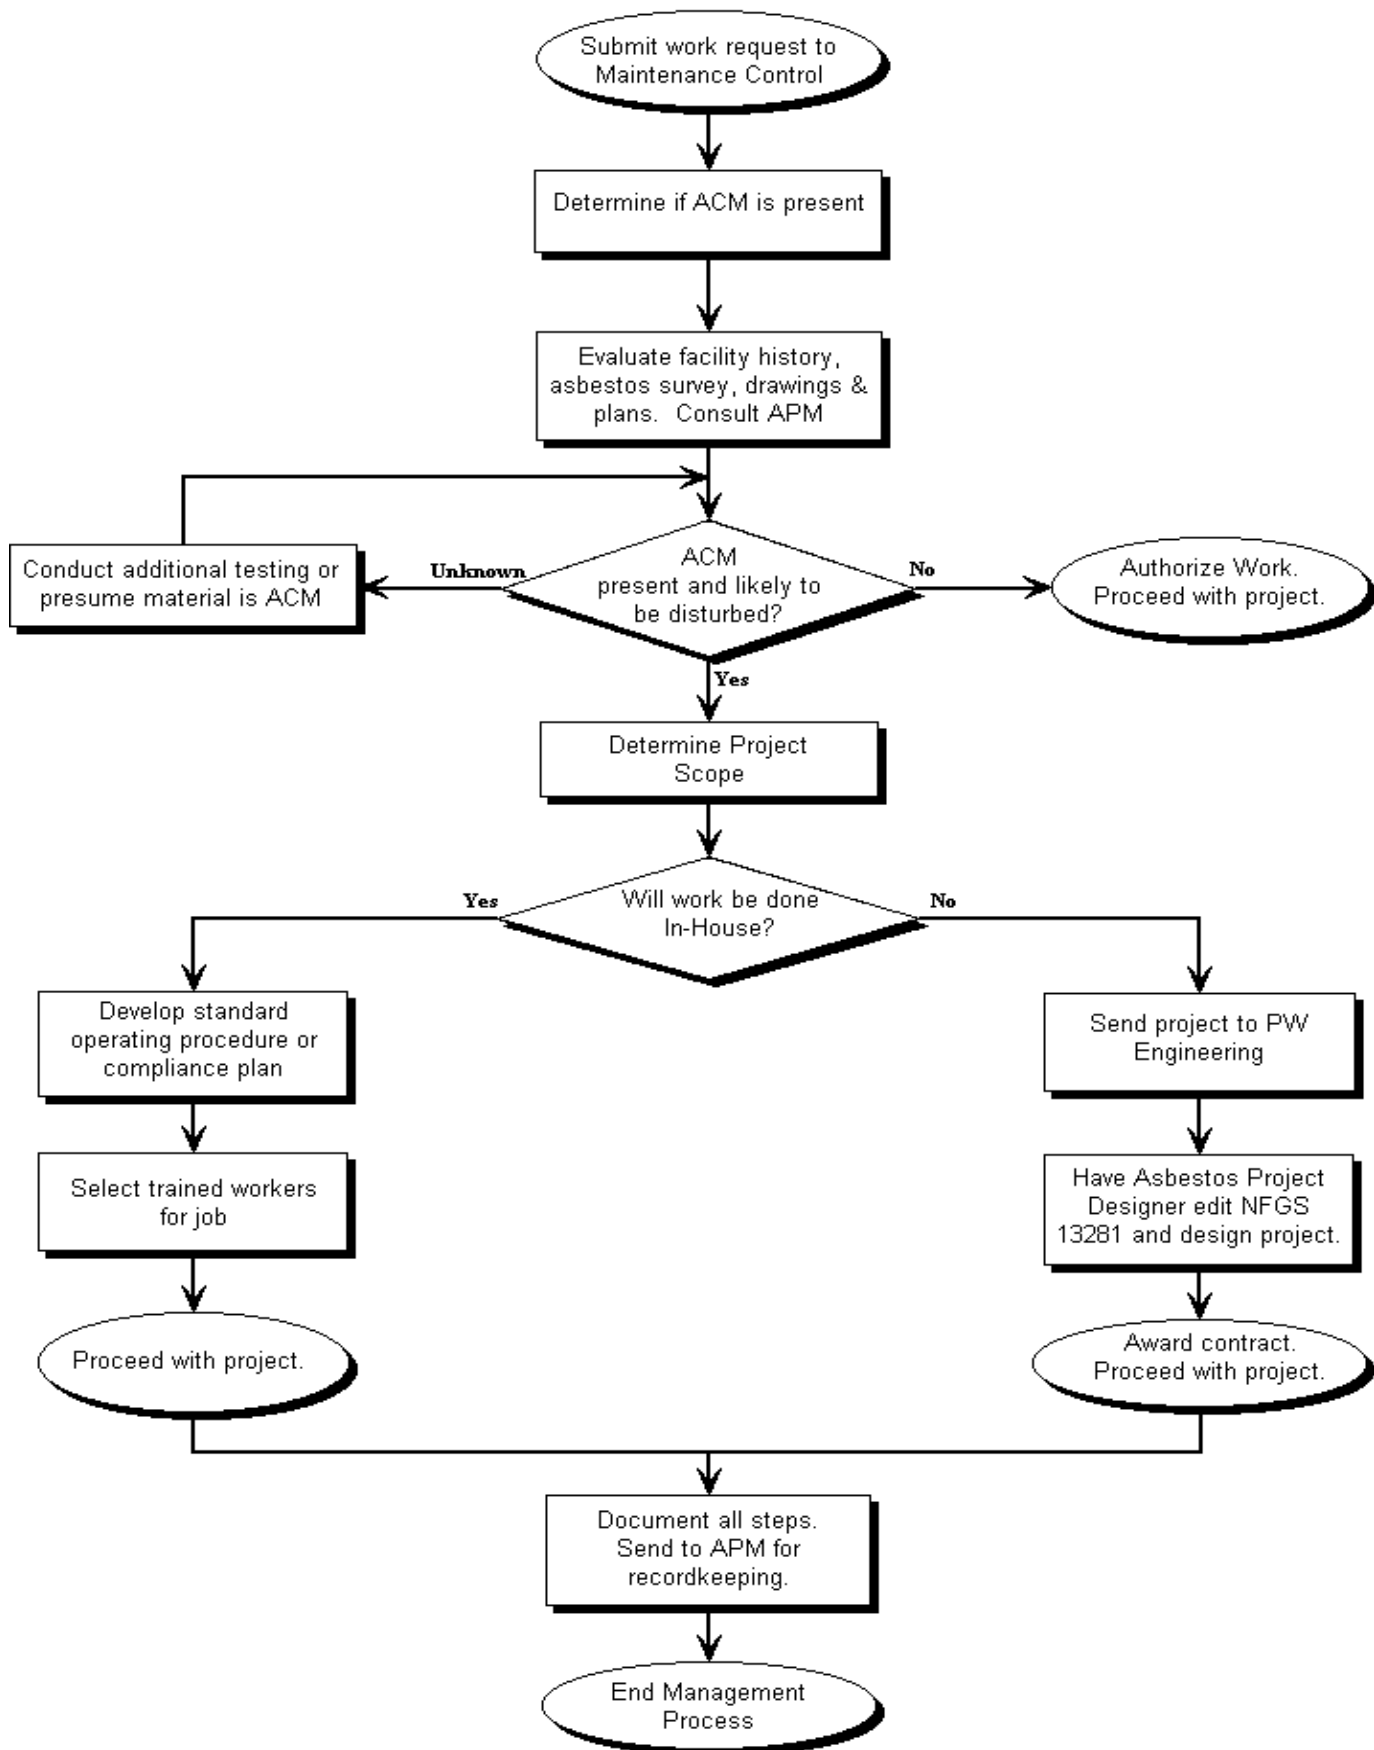 Submit work request to
Maintenance Control
Determine if ACM is present
Evaluate facility history,
asbestos survey, drawings &
plans.  Consult APM
Conduct additional testing or
presume material is ACM
Unknown
ACM
present and likely to
be disturbed?
No
Authorize Work.
Proceed with project.
Yes
Determine Project
Scope
Yes
Will work be done
In-House?
No
Develop standard
operating procedure or
compliance plan
Send project to PW
Engineering
Select trained workers
for job
Have Asbestos Project
Designer edit NFGS
13281 and design project.
Proceed with project.
Award contract.
Proceed with project.
Document all steps.
Send to APM for
recordkeeping.
End Management
Process